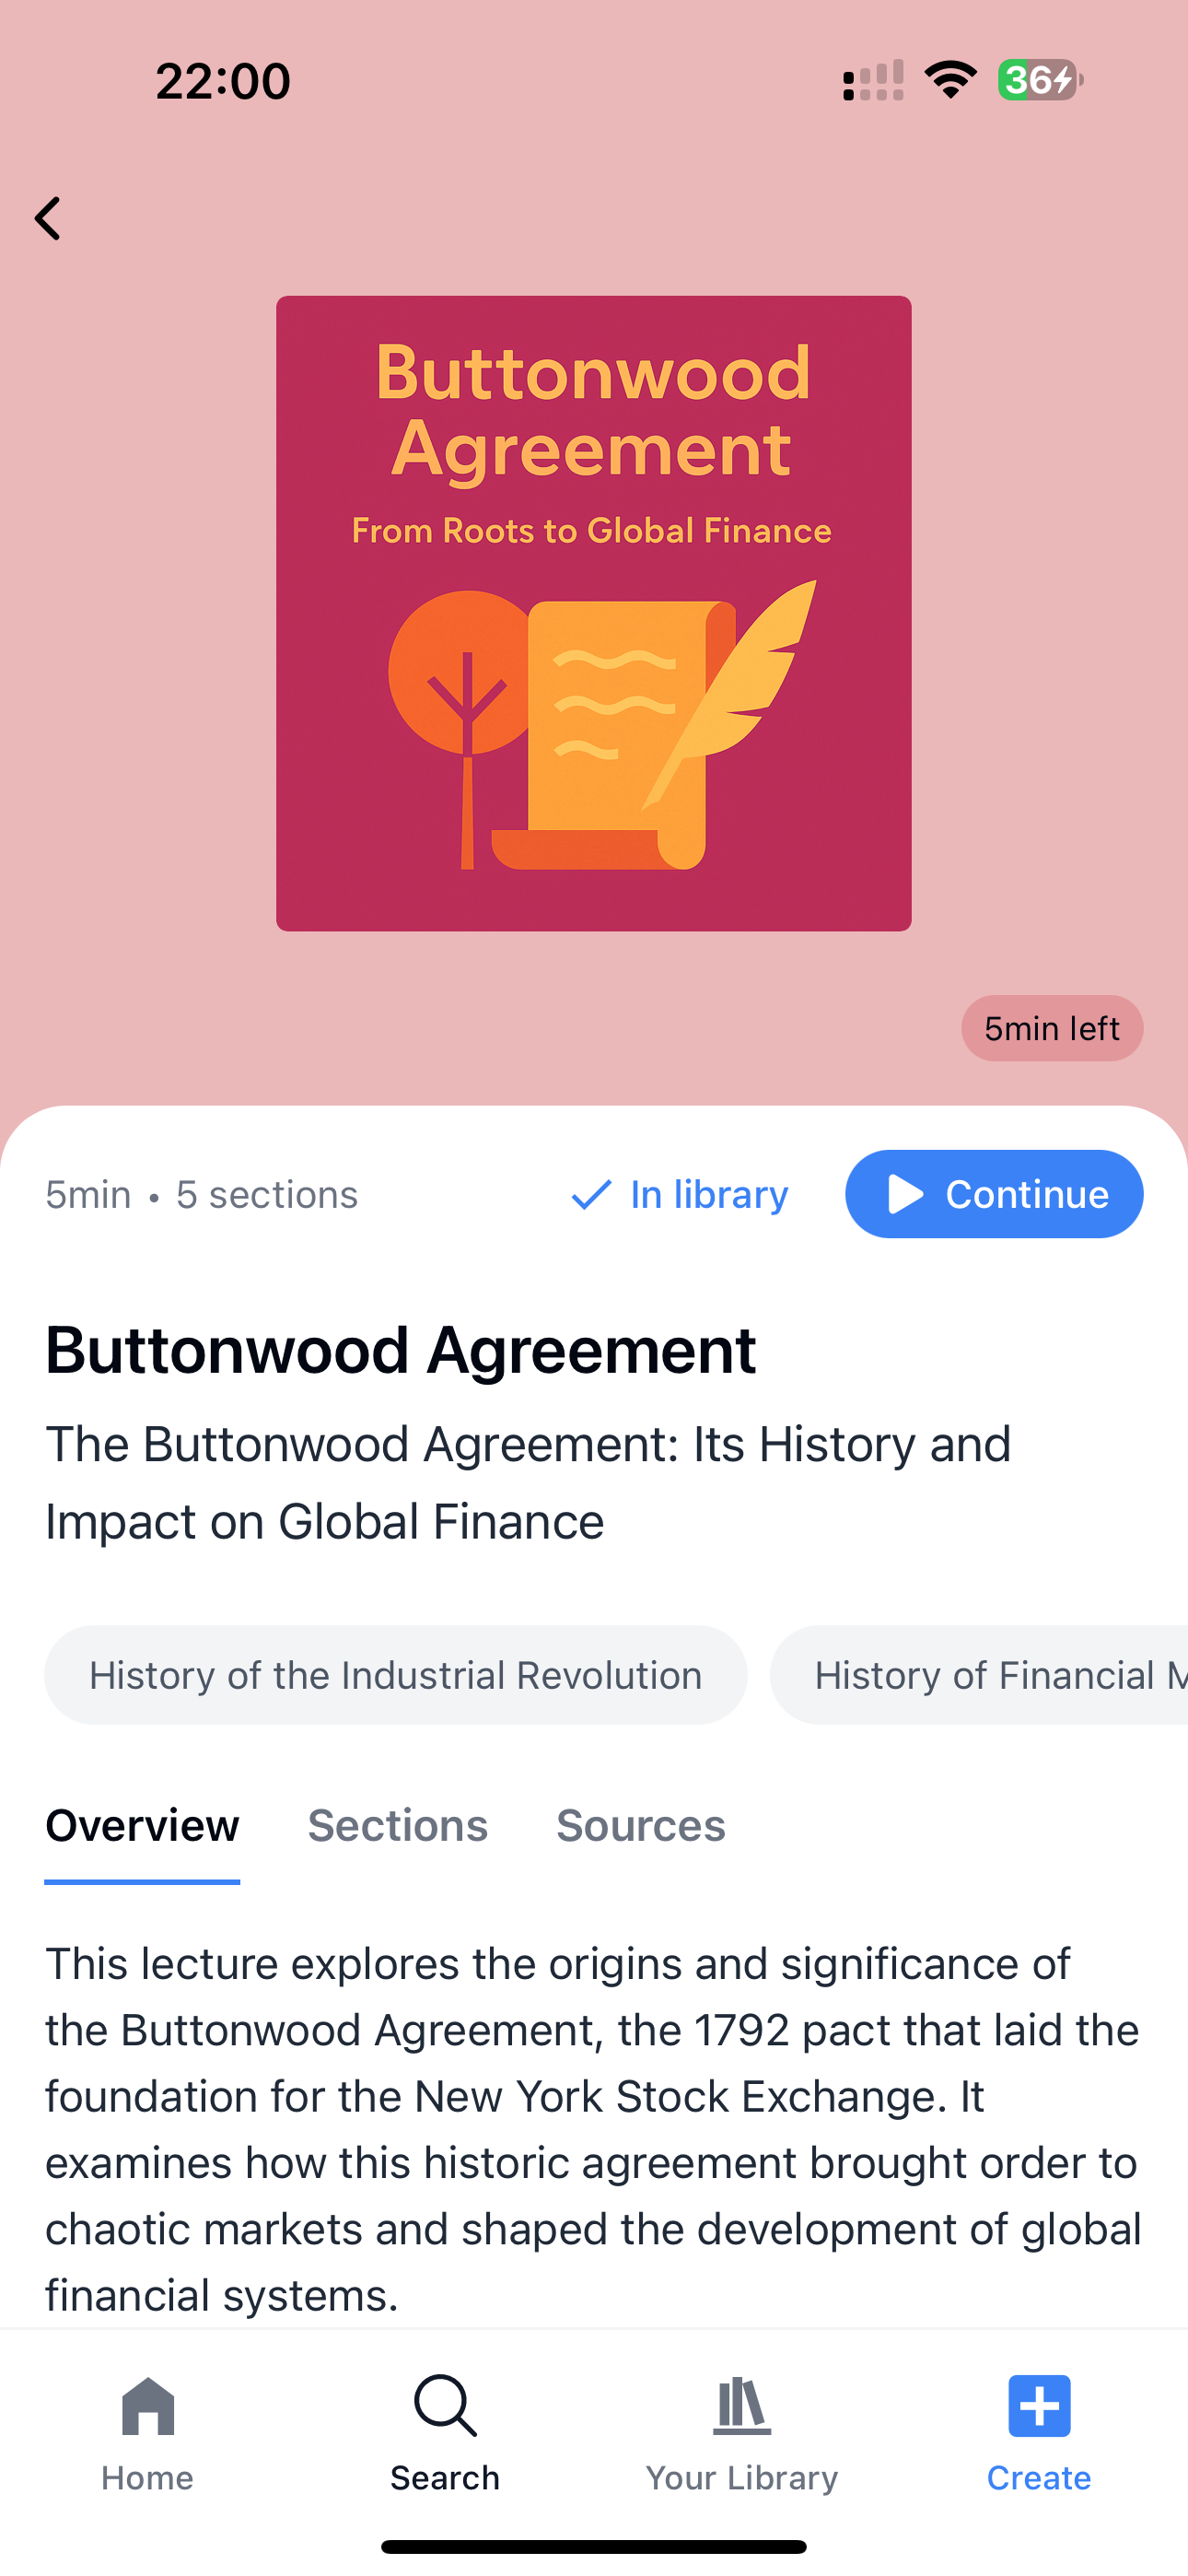 22:00
36
Buttonwood
Agreement
From Roots to Global Finance
5min left
5min • 5 sections
In library
Continue
Buttonwood Agreement
The Buttonwood Agreement: Its History and
Impact on Global Finance
History of the Industrial Revolution
History of Financial M
Overview
Sections
Sources
This lecture explores the origins and significance of
the Buttonwood Agreement, the 1792 pact that laid the
foundation for the New York Stock Exchange. It
examines how this historic agreement brought order to
chaotic markets and shaped the development of global
financial systems.
Home
Search
Your Library
Create